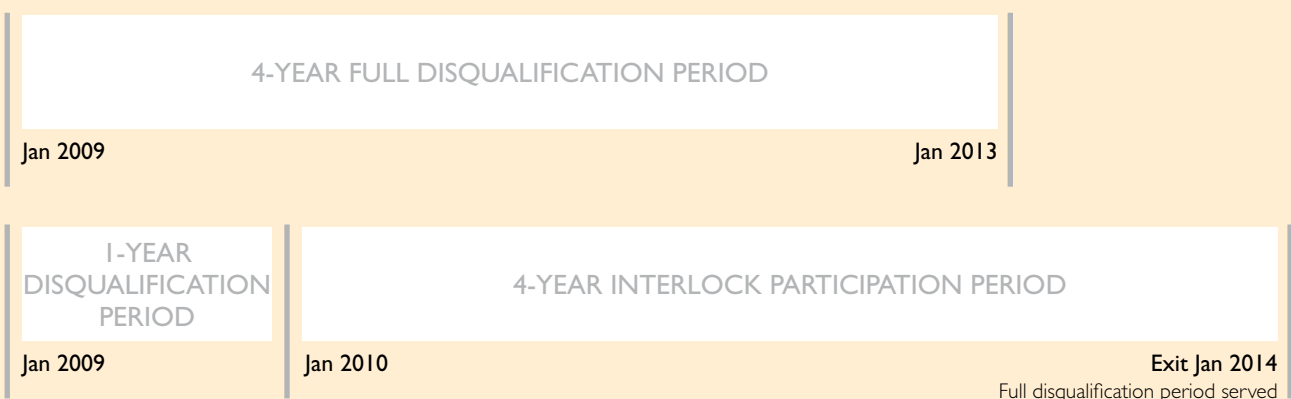 4-YEAR FULL DISQUALIFICATION PERIOD
Jan 2009 Jan 2013
1-YEAR
DISQUALIFICATION
PERIOD
4-YEAR INTERLOCK PARTICIPATION PERIOD
Jan 2009 Jan 2010 Exit Jan 2014
Full disqualification period served